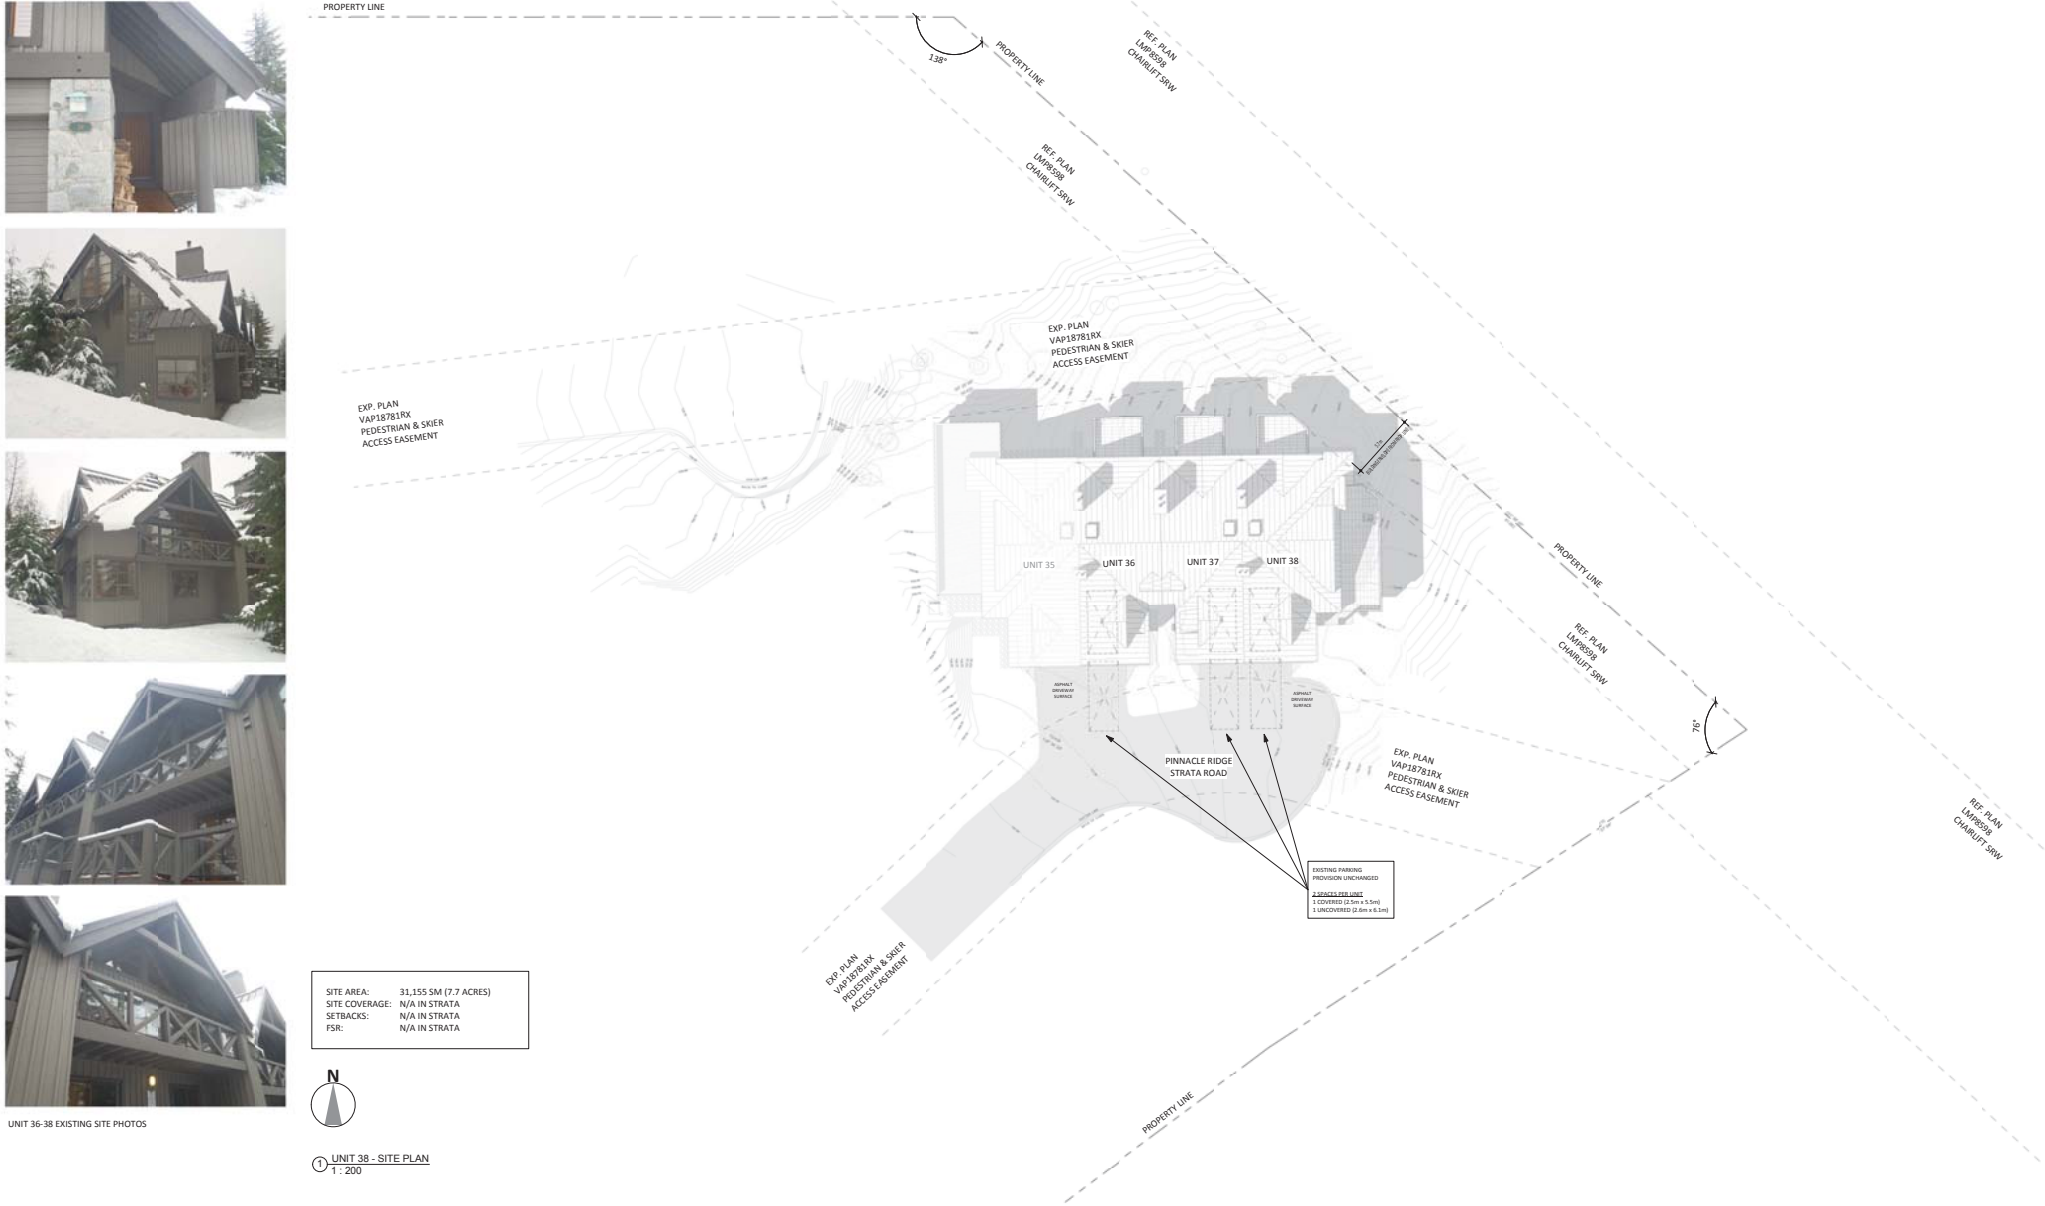 PROPERTY LINE
138°
PROPERTY LINE
REF. PLAN
LMP8598
CHAIRLIFT SRW
REF. PLAN
LMP8598
CHAIRLIFT SRW
EXP. PLAN
VAP18781RX
PEDESTRIAN & SKIER
ACCESS EASEMENT
EXP. PLAN
VAP18781RX
PEDESTRIAN & SKIER
ACCESS EASEMENT
UNIT 35
UNIT 36
UNIT 37
UNIT 38
PROPERTY LINE
REF. PLAN
LMP8598
CHAIRLIFT SRW
76°
ASPHALT
DRIVEWAY
SURFACE
ASPHALT
DRIVEWAY
SURFACE
PINNACLE RIDGE
STRATA ROAD
EXP. PLAN
VAP18781RX
PEDESTRIAN & SKIER
ACCESS EASEMENT
REF. PLAN
LMP8598
CHAIRLIFT SRW
EXISTING PARKING
PROVISION UNCHANGED
2 SPACES PER UNIT
1 COVERED (2.5m x 5.5m)
1 UNCOVERED (2.6m x 6.1m)
EXP. PLAN
VAP18781RX
PEDESTRIAN & SKIER
ACCESS EASEMENT
SITE AREA: 31,155 SM (7.7 ACRES)
SITE COVERAGE: N/A IN STRATA
SETBACKS: N/A IN STRATA
FSR: N/A IN STRATA
N
PROPERTY LINE
UNIT 36-38 EXISTING SITE PHOTOS
1 UNIT 38 - SITE PLAN
1 : 200